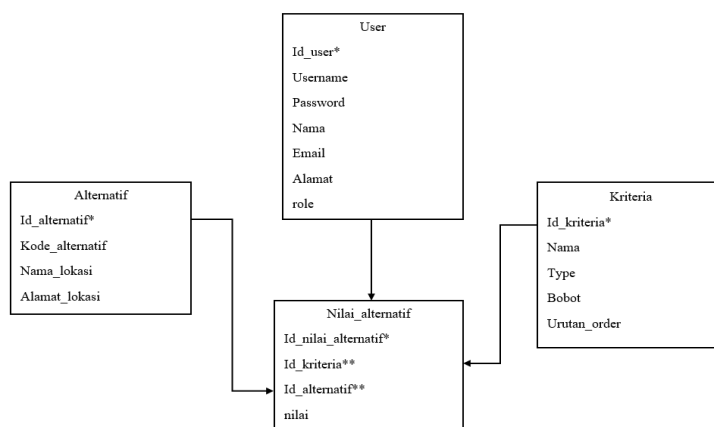 User
Id_user*
Username
Password
Nama
Email
Alamat
role
Alternatif
Id_alternatif*
Kode_alternatif
Nama_lokasi
Alamat_lokasi
Kriteria
Id_kriteria*
Nama
Type
Bobot
Urutan_order
Nilai_alternatif
Id_nilai_alternatif*
Id_kriteria**
Id_alternatif**
nilai